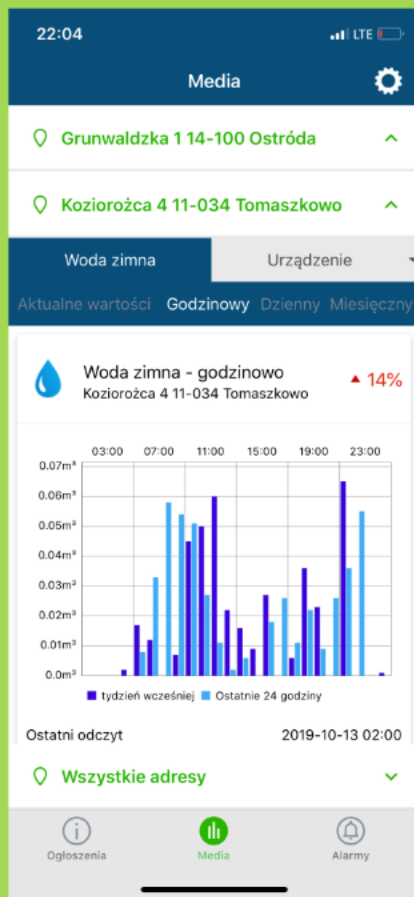 22:04 LTE
Media
Grunwaldzka 1 14-100 Ostróda
Koziorożca 4 11-034 Tomaszkowo
Woda zimna Urządzenie
Aktualne wartości Godzinowy Dzienny Miesięczny
Woda zimna - godzinowo
14%
Koziorożca 4 11-034 Tomaszkowo
03:00 07:00 11:00 15:00 19:00 23:00
0.07m³
0.06m³
0.05m³
0.04m³
0.03m³
0.02m³
0.01m³
0.0m³
tydzień wcześniej Ostatnie 24 godziny
Ostatni odczyt 2019-10-13 02:00
Wszystkie adresy
Ogłoszenia Media Alarmy